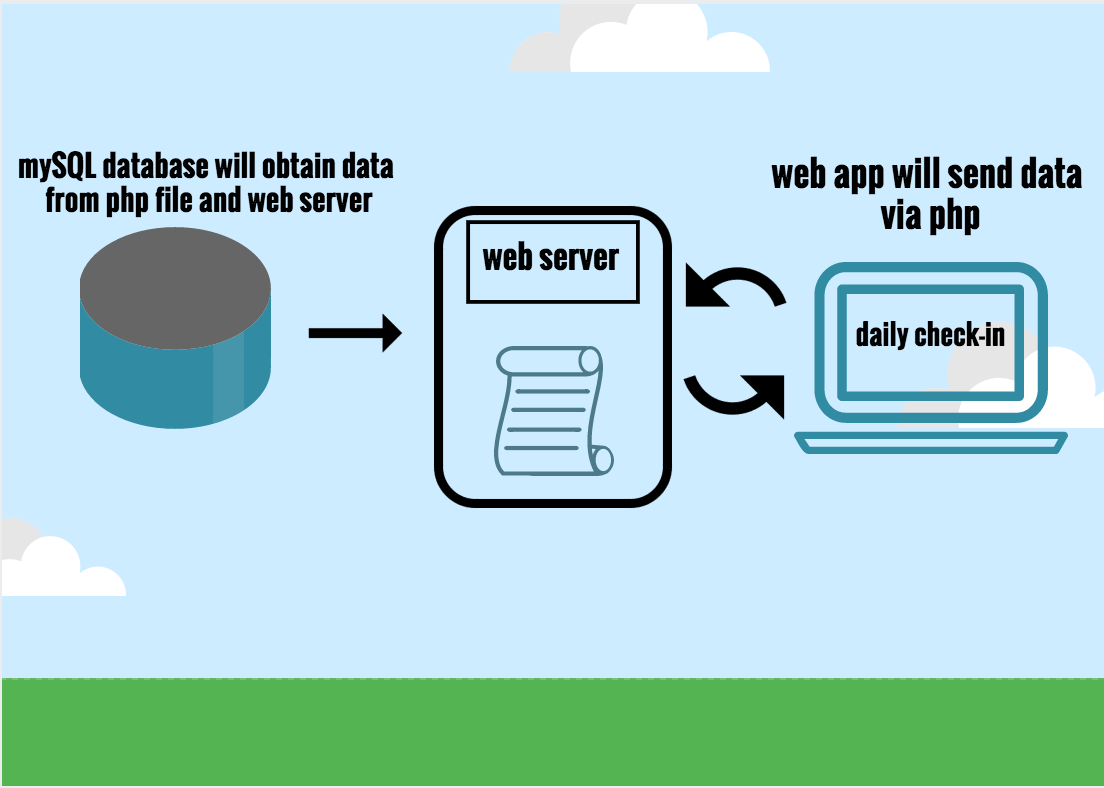 mySQL database will obtain data
from php file and web server
web server
web app will send data
via php
daily check-in